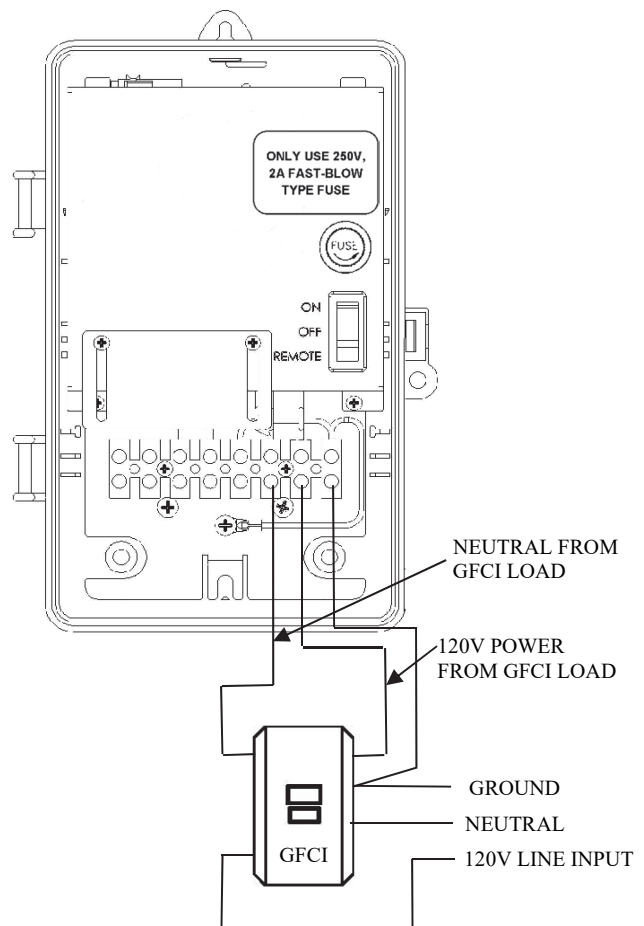 ONLY USE 250V,
2A FAST-BLOW
TYPE FUSE
FUSE
ON
OFF
REMOTE
NEUTRAL FROM
GFCI LOAD
120V POWER
FROM GFCI LOAD
GROUND
NEUTRAL
GFCI
120V LINE INPUT